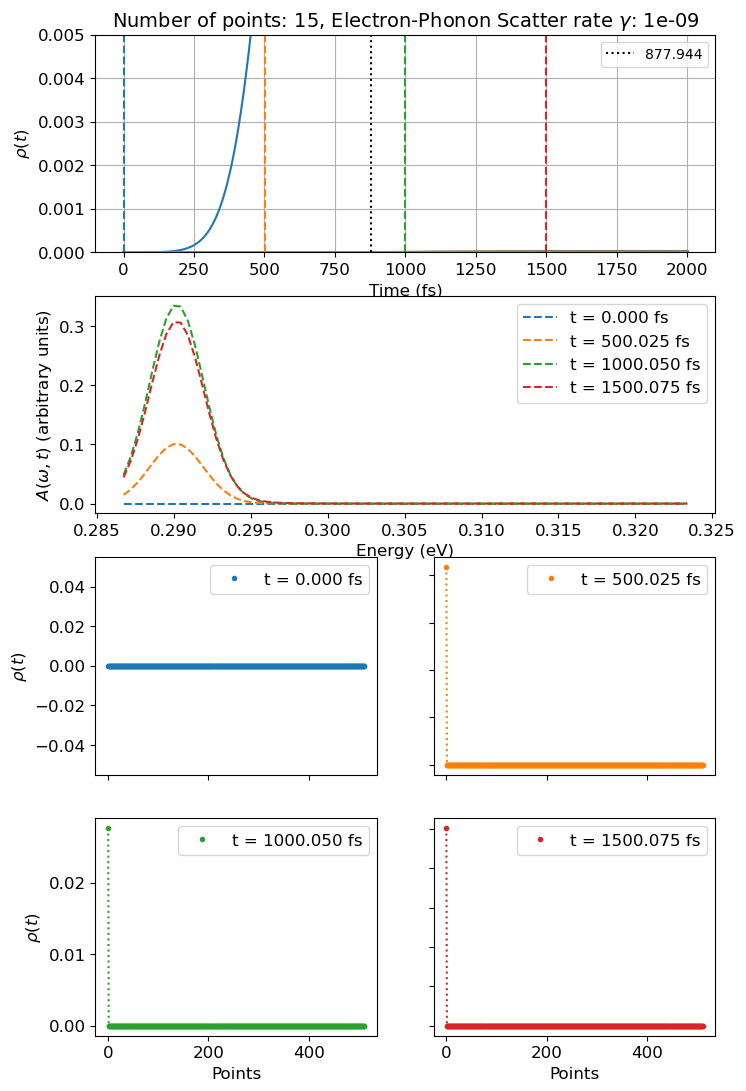 Number of points: 15, Electron-Phonon Scatter rate γ: 1e-09
0.005
0.004
0.003
0.002
0.001
0.000
ρ(t)
877.944
0
250
500
750
1000
1250
1500
1750
2000
Time (fs)
0.3
0.2
0.1
0.0
A(ω, t) (arbitrary units)
t = 0.000 fs
t = 500.025 fs
t = 1000.050 fs
t = 1500.075 fs
0.285
0.290
0.295
0.300
0.305
0.310
0.315
0.320
0.325
Energy (eV)
0.04
0.02
0.00
−0.02
−0.04
ρ(t)
t = 0.000 fs
t = 500.025 fs
0.02
0.01
0.00
ρ(t)
t = 1000.050 fs
0
200
400
Points
t = 1500.075 fs
0
200
400
Points